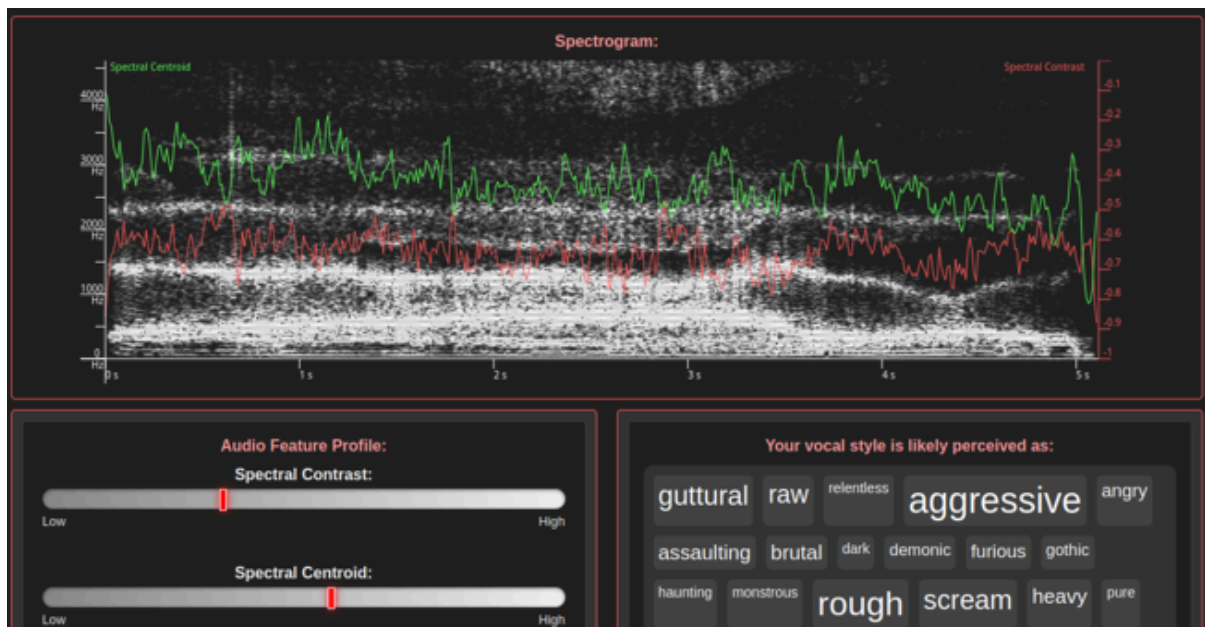 Spectrogram:
Spectral Centroid
Spectral Contrast
4000
Hz
3000
Hz
2000
Hz
1000
Hz
0
Hz
-0.1
-0.2
-0.3
-0.4
-0.5
-0.6
-0.7
-0.8
-0.9
-1
0 s 1 s 2 s 3 s 4 s 5 s
Audio Feature Profile:
Spectral Contrast:
Low High
Spectral Centroid:
Low High
Your vocal style is likely perceived as:
guttural raw relentless aggressive angry
assaulting brutal dark demonic furious gothic
haunting monstrous rough scream heavy pure